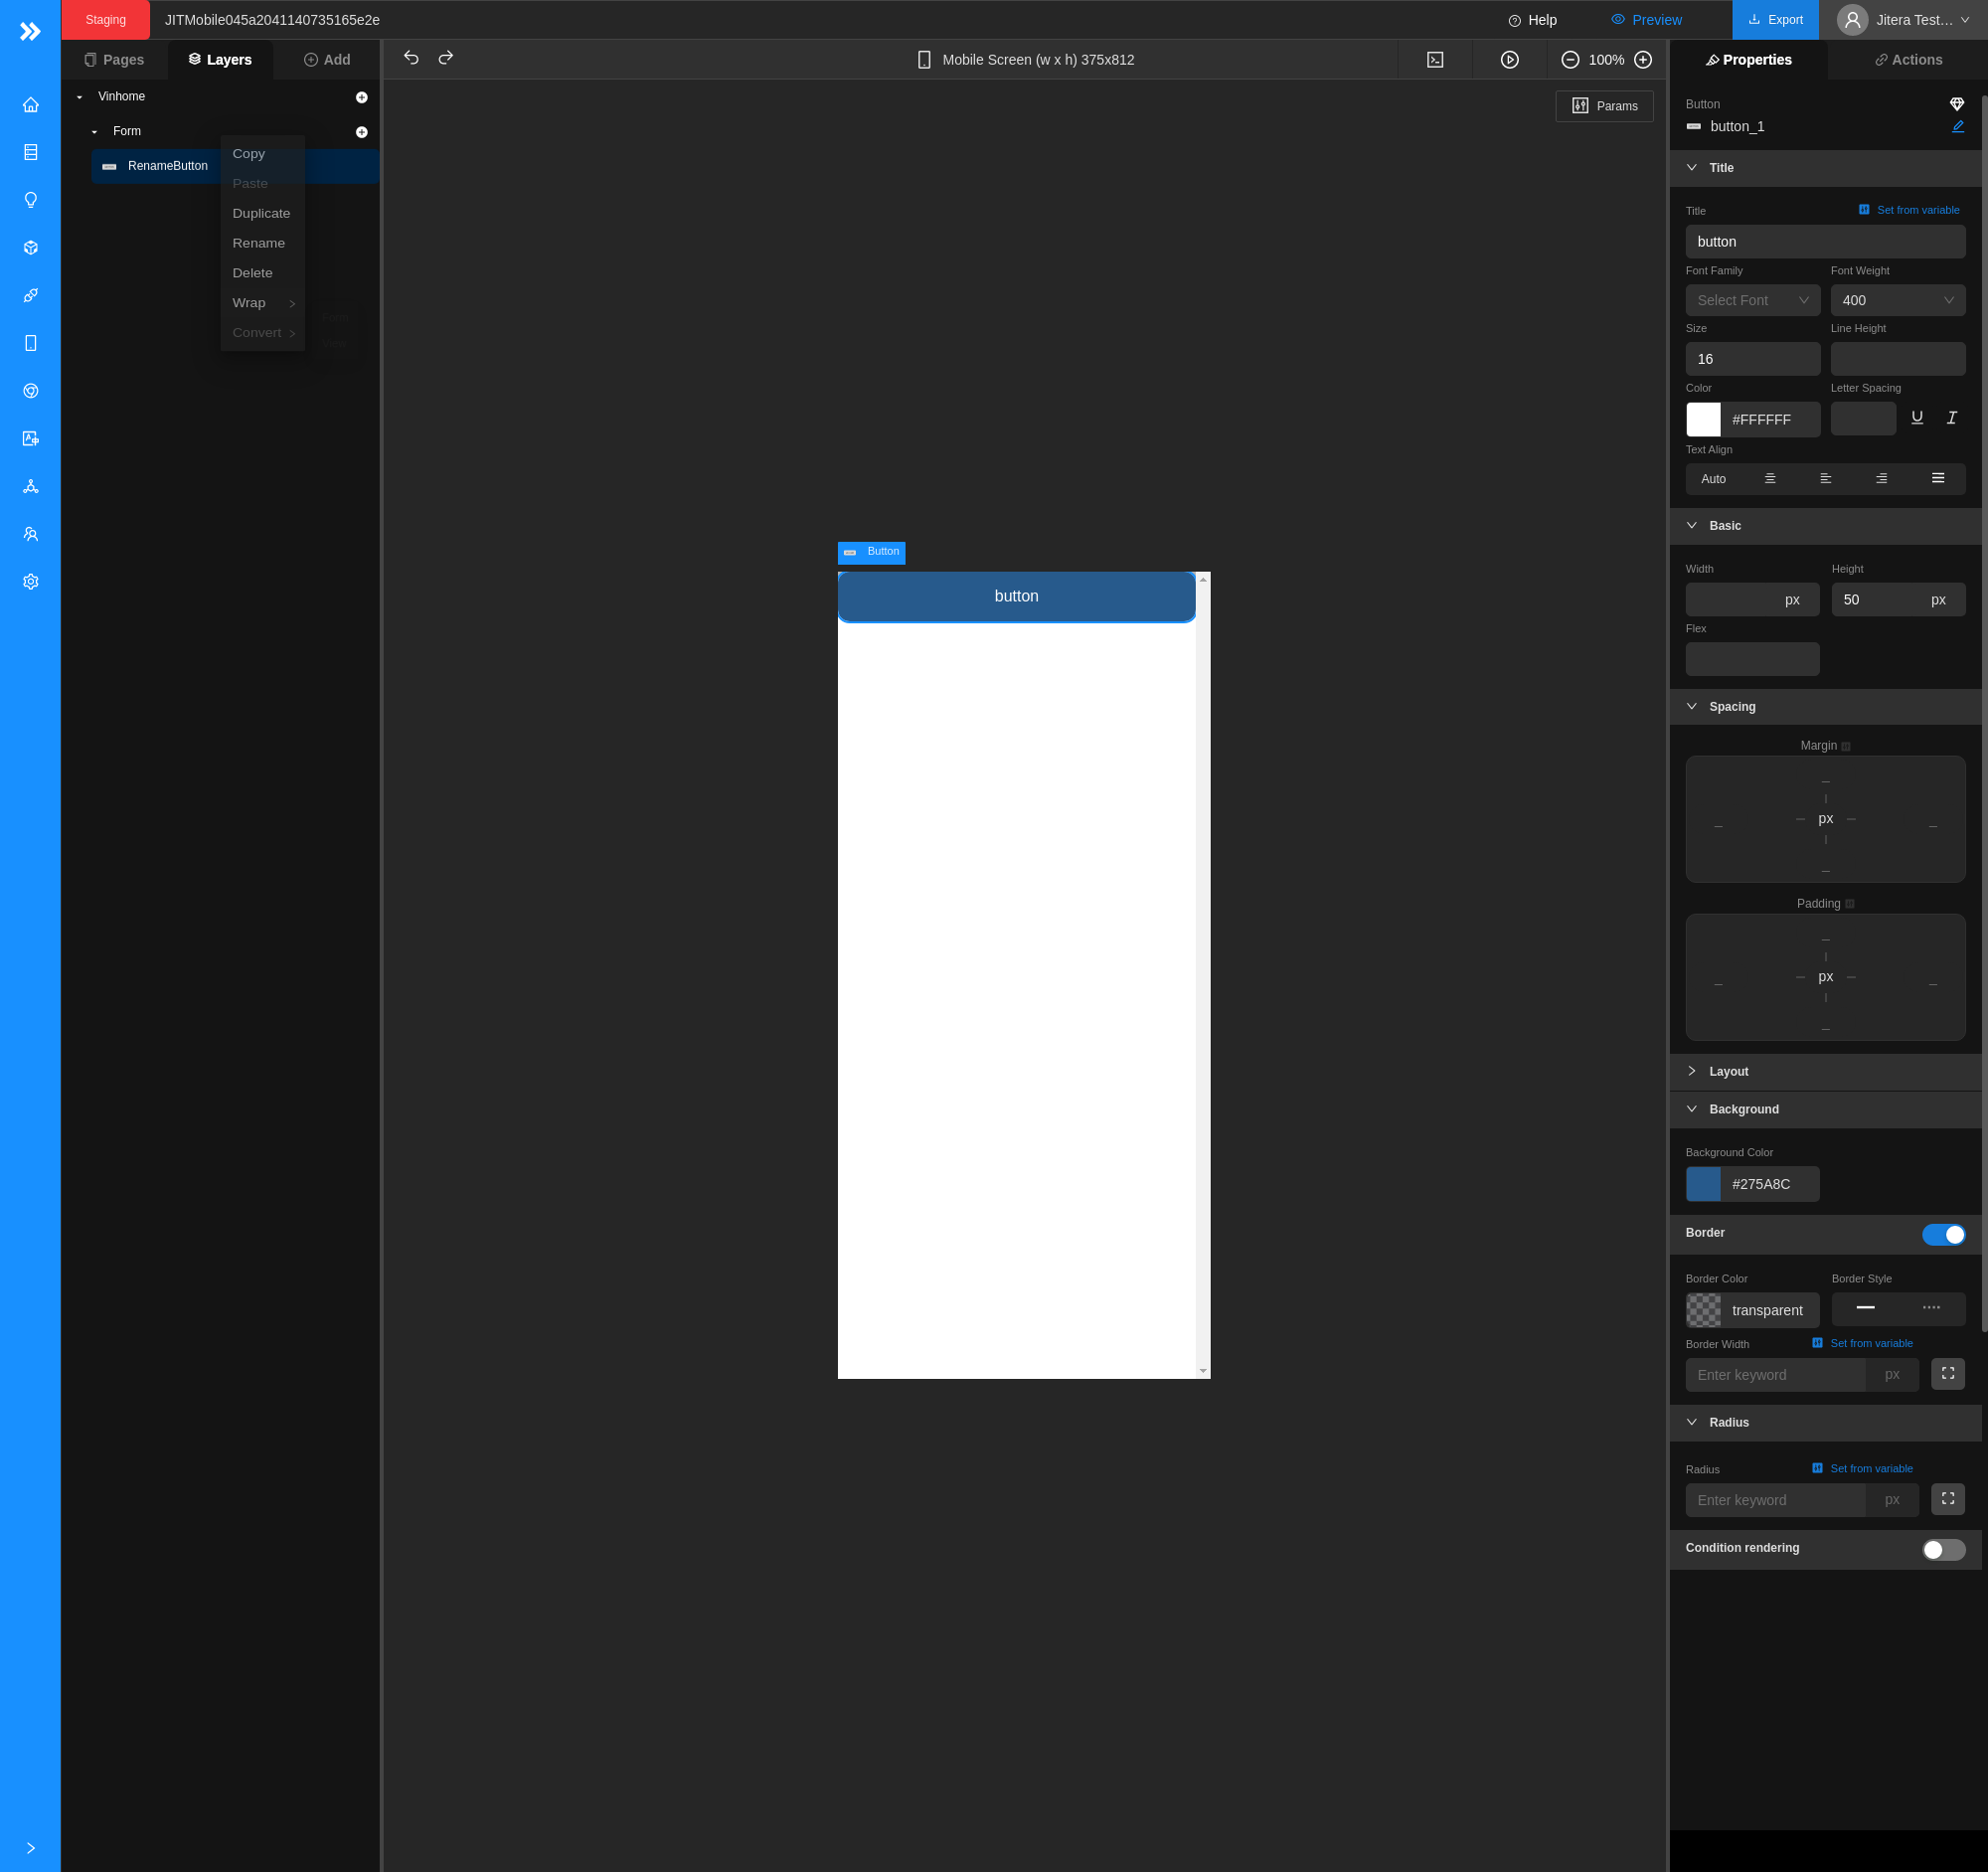 Staging
JITMobile045a2041140735165e2e
Help
Preview
Export
Jitera Test…
Pages
Layers
Add
Mobile Screen (w x h) 375x812
100%
Properties
Actions
Vinhome
Form
RenameButton
Copy
Paste
Duplicate
Rename
Delete
Wrap
Convert
Params
Button
button
Button
button_1
Title
Title
Set from variable
button
Font Family
Font Weight
Select Font
400
Size
Line Height
16
Color
Letter Spacing
#FFFFFF
Text Align
Auto
Basic
Width
Height
px
50
px
Flex
Spacing
Margin
px
Padding
px
Layout
Background
Background Color
#275A8C
Border
Border Color
Border Style
transparent
Border Width
Set from variable
Enter keyword
px
Radius
Radius
Set from variable
Enter keyword
px
Condition rendering